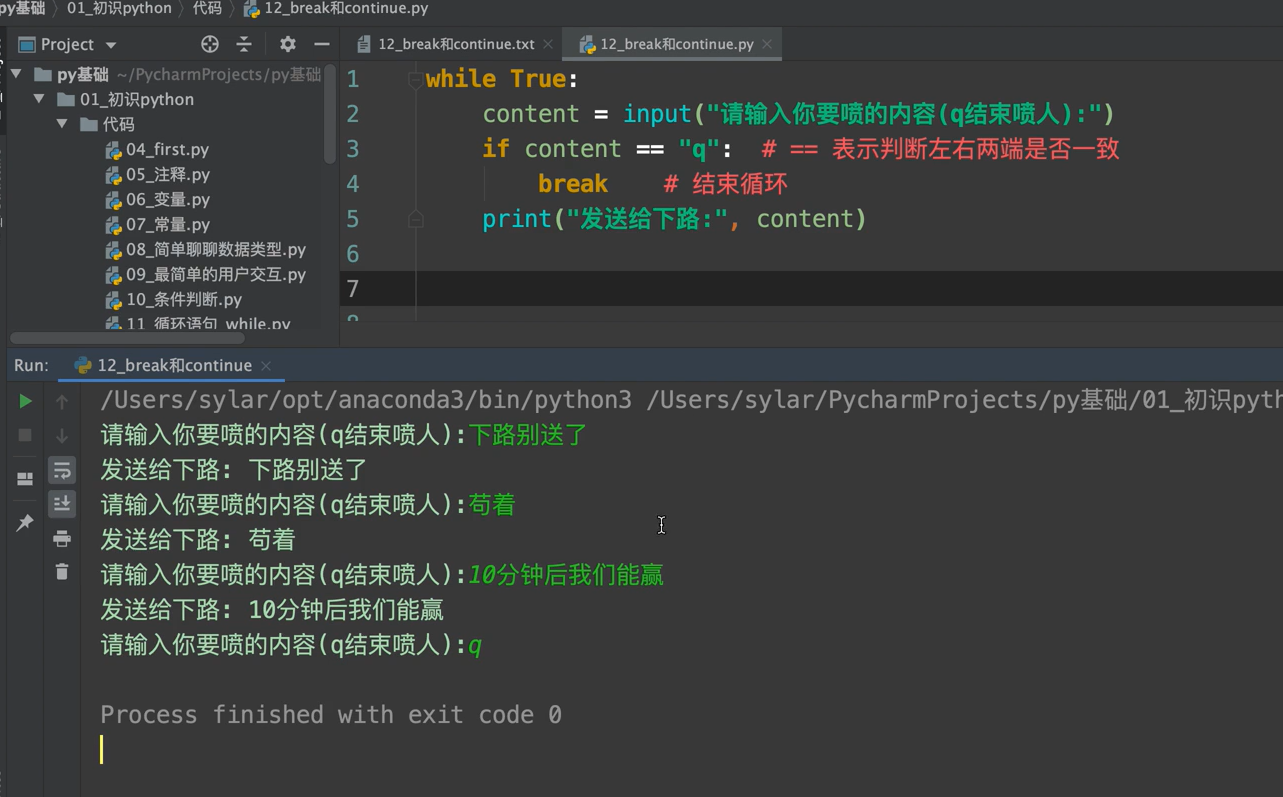 py基础 〉 01_初识python 〉 代码 〉 12_break和continue.py
Project
12_break和continue.txt
12_break和continue.py
py基础 ~/PycharmProjects/py基础
01_初识python
代码
04_first.py
05_注释.py
06_变量.py
07_常量.py
08_简单聊聊数据类型.py
09_最简单的用户交互.py
10_条件判断.py
11_循环语句_while.py
1 while True:
2 content = input("请输入你要喷的内容(q结束喷人):")
3 if content == "q":  # == 表示判断左右两端是否一致
4 break    # 结束循环
5 print("发送给下路:", content)
6
7
8
Run: 12_break和continue
/Users/sylar/opt/anaconda3/bin/python3 /Users/sylar/PycharmProjects/py基础/01_初识pyth
请输入你要喷的内容(q结束喷人):下路别送了
发送给下路: 下路别送了
请输入你要喷的内容(q结束喷人):苟着
发送给下路: 苟着
请输入你要喷的内容(q结束喷人):10分钟后我们能赢
发送给下路: 10分钟后我们能赢
请输入你要喷的内容(q结束喷人):q
Process finished with exit code 0